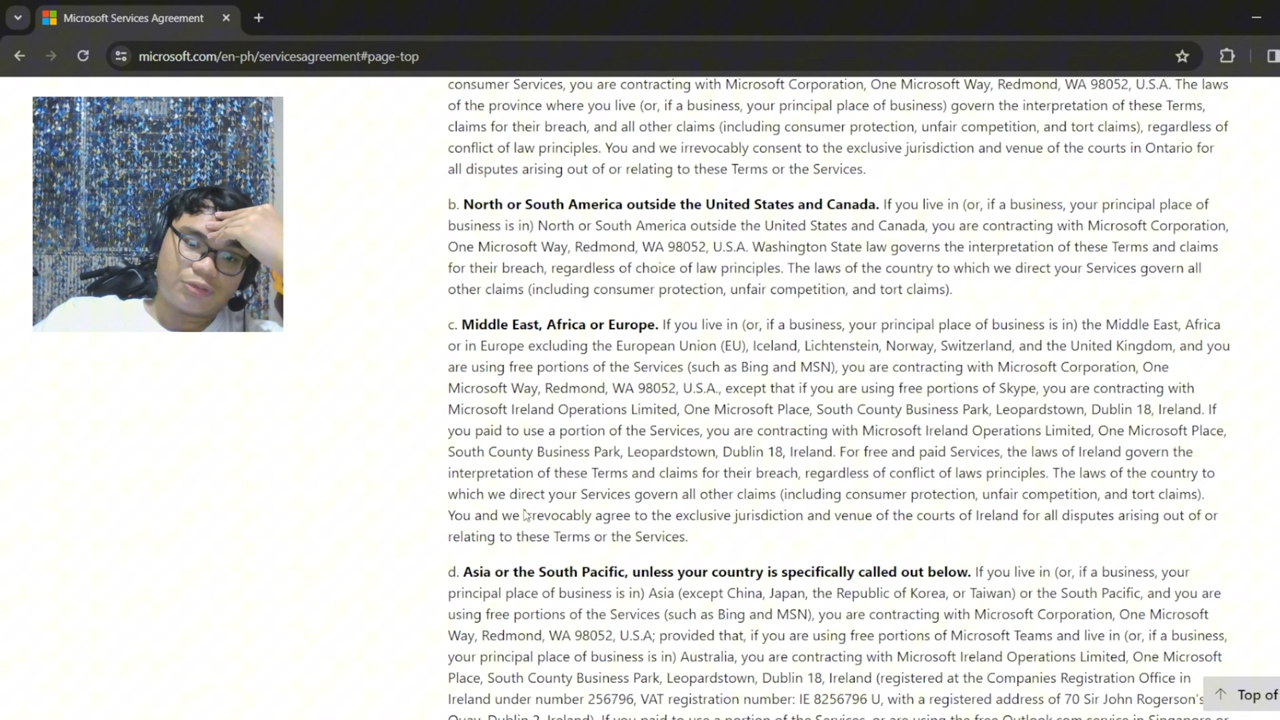 Microsoft Services Agreement
microsoft.com/en-ph/servicesagreement#page-top
consumer Services, you are contracting with Microsoft Corporation, One Microsoft Way, Redmond, WA 98052, U.S.A. The laws
of the province where you live (or, if a business, your principal place of business) govern the interpretation of these Terms,
claims for their breach, and all other claims (including consumer protection, unfair competition, and tort claims), regardless of
conflict of law principles. You and we irrevocably consent to the exclusive jurisdiction and venue of the courts in Ontario for
all disputes arising out of or relating to these Terms or the Services.
b. North or South America outside the United States and Canada. If you live in (or, if a business, your principal place of
business is in) North or South America outside the United States and Canada, you are contracting with Microsoft Corporation,
One Microsoft Way, Redmond, WA 98052, U.S.A. Washington State law governs the interpretation of these Terms and claims
for their breach, regardless of choice of law principles. The laws of the country to which we direct your Services govern all
other claims (including consumer protection, unfair competition, and tort claims).
c. Middle East, Africa or Europe. If you live in (or, if a business, your principal place of business is in) the Middle East, Africa
or in Europe excluding the European Union (EU), Iceland, Lichtenstein, Norway, Switzerland, and the United Kingdom, and you
are using free portions of the Services (such as Bing and MSN), you are contracting with Microsoft Corporation, One
Microsoft Way, Redmond, WA 98052, U.S.A., except that if you are using free portions of Skype, you are contracting with
Microsoft Ireland Operations Limited, One Microsoft Place, South County Business Park, Leopardstown, Dublin 18, Ireland. If
you paid to use a portion of the Services, you are contracting with Microsoft Ireland Operations Limited, One Microsoft Place,
South County Business Park, Leopardstown, Dublin 18, Ireland. For free and paid Services, the laws of Ireland govern the
interpretation of these Terms and claims for their breach, regardless of conflict of laws principles. The laws of the country to
which we direct your Services govern all other claims (including consumer protection, unfair competition, and tort claims).
You and we irrevocably agree to the exclusive jurisdiction and venue of the courts of Ireland for all disputes arising out of or
relating to these Terms or the Services.
d. Asia or the South Pacific, unless your country is specifically called out below. If you live in (or, if a business, your
principal place of business is in) Asia (except China, Japan, the Republic of Korea, or Taiwan) or the South Pacific, and you are
using free portions of the Services (such as Bing and MSN), you are contracting with Microsoft Corporation, One Microsoft
Way, Redmond, WA 98052, U.S.A; provided that, if you are using free portions of Microsoft Teams and live in (or, if a business,
your principal place of business is in) Australia, you are contracting with Microsoft Ireland Operations Limited, One Microsoft
Place, South County Business Park, Leopardstown, Dublin 18, Ireland (registered at the Companies Registration Office in
Ireland under number 256796, VAT registration number: IE 8256796 U, with a registered address of 70 Sir John Rogerson's
Quay, Dublin 2, Ireland). If you paid to use a portion of the Services, or are using the free Outlook.com service in Singapore or
Top of